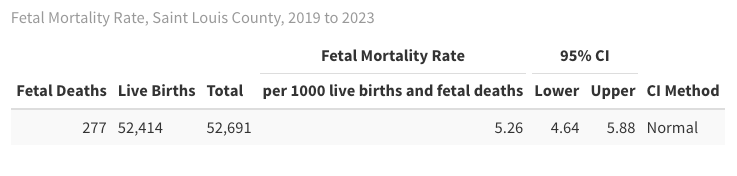 Fetal Mortality Rate, Saint Louis County, 2019 to 2023
Fetal Mortality Rate 95% CI
Fetal Deaths Live Births Total per 1000 live births and fetal deaths Lower Upper CI Method
277 52,414 52,691 5.26 4.64 5.88 Normal